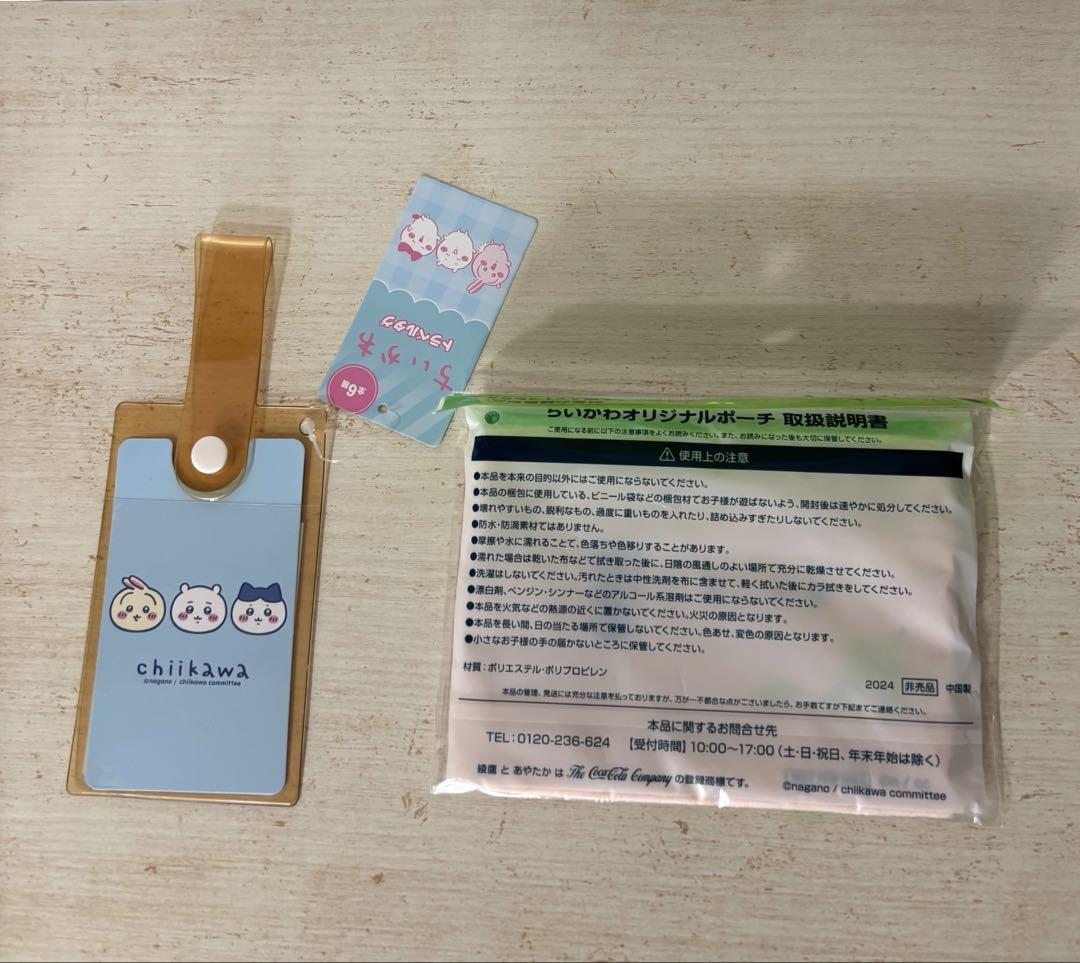 chiikawa
©nagano / chiikawa committee
ちいかわ
トラベルタグ
全6種
ちいかわオリジナルポーチ 取扱説明書
ご使用になる前に以下の注意事項をよくお読みください。また、お読みになった後も大切に保管してください。
⚠使用上の注意
●本品を本来の目的以外にはご使用にならないでください。
●本品の梱包に使用している、ビニール袋などの梱包材でお子様が遊ばないよう、開封後は速やかに処分してください。
●壊れやすいもの、鋭利なもの、過度に重いものを入れたり、詰め込みすぎたりしないでください。
●防水・防滴素材ではありません。
●摩擦や水に濡れることで、色落ちや色移りすることがあります。
●濡れた場合は乾いた布などで拭き取った後に、日陰の風通しのよい場所で充分に乾燥させてください。
●洗濯はしないでください。汚れたときは中性洗剤を布に含ませて、軽く拭いた後にカラ拭きをしてください。
●漂白剤、ベンジン・シンナーなどのアルコール系溶剤はご使用にならないでください。
●本品を火気などの熱源の近くに置かないでください。火災の原因となります。
●本品を長い間、日の当たる場所で保管しないでください。色あせ、変色の原因となります。
●小さなお子様の手の届かないところに保管してください。
材質：ポリエステル・ポリプロピレン
2024 非売品 中国製
本品の管理、発送には充分な注意を払っておりますが、万が一不都合な点がございましたら、お手数ですが下記までご連絡ください。
本品に関するお問合せ先
TEL：0120-236-624 【受付時間】10:00～17:00（土・日・祝日、年末年始は除く）
綾鷹 と あやたか は The Coca-Cola Company の登録商標です。
©nagano / chiikawa committee